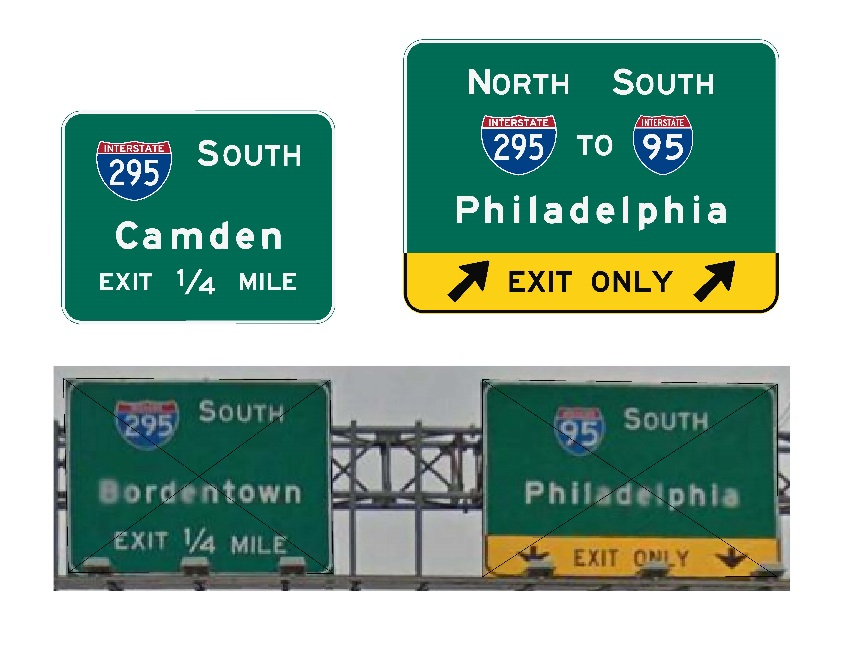 INTERSTATE
295 SOUTH
Camden
EXIT 1/4 MILE
NORTH SOUTH
INTERSTATE INTERSTATE
295 TO 95
Philadelphia
EXIT ONLY
295 SOUTH
Bordentown
EXIT 1/4 MILE
95 SOUTH
Philadelphia
EXIT ONLY